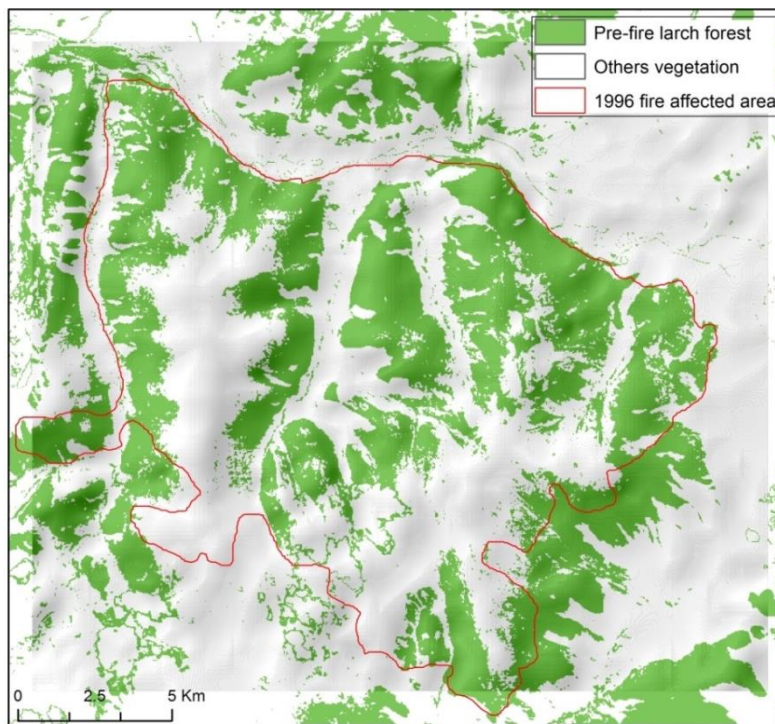 Pre-fire larch forest
Others vegetation
1996 fire affected area
0 2.5 5 Km